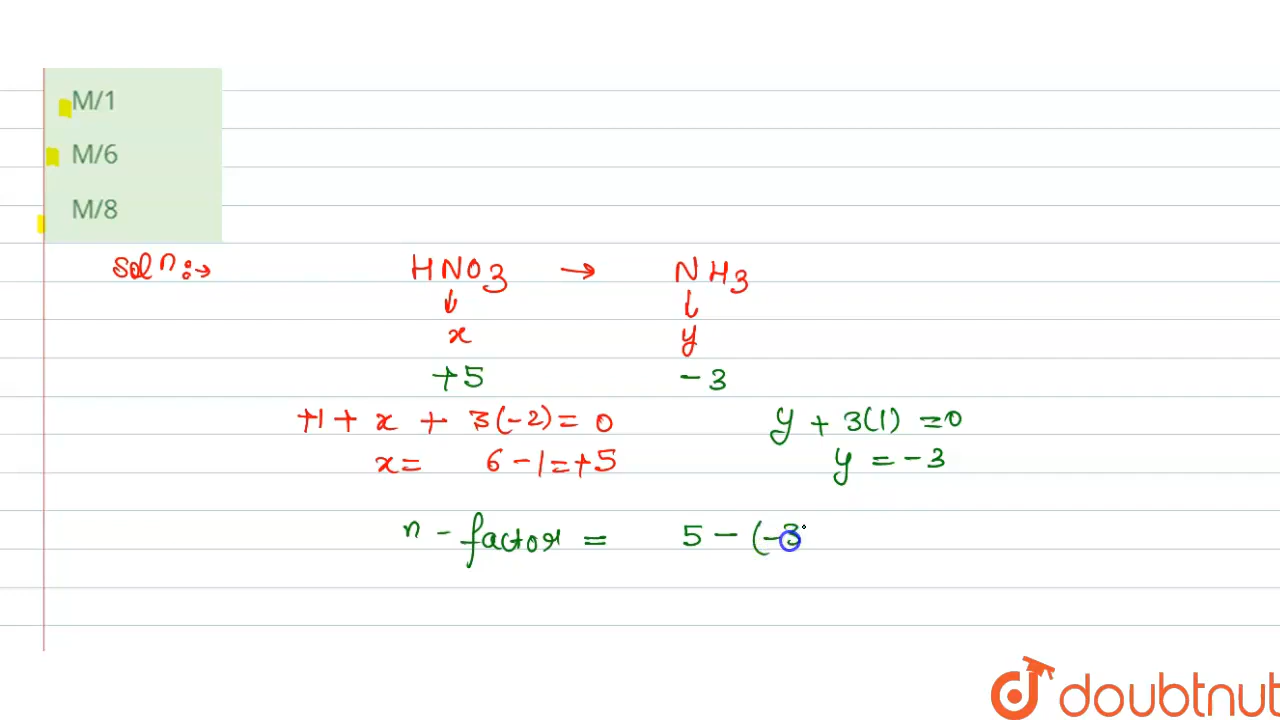 M/1
M/6
M/8
Soln:→ HNO3 → NH3
↓ ↓
x y
+5 -3
+1 + x + 3(-2) = 0 y + 3(1) = 0
x = 6 - 1 = +5 y = -3
n - factor = 5 - (-3
doubtnut